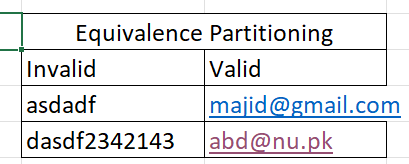 Equivalence Partitioning
Invalid Valid
asdadf majid@gmail.com
dasdf2342143 abd@nu.pk